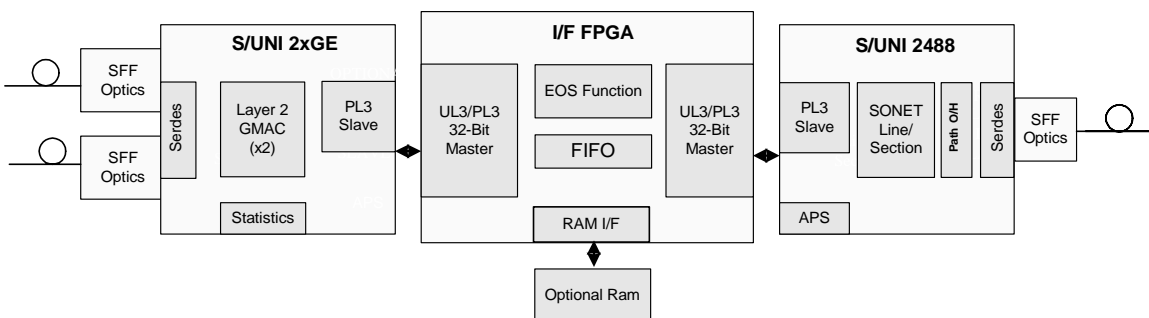 S/UNI 2xGE
I/F FPGA
S/UNI 2488
SFF
Optics
SFF
Optics
Serdes
Layer 2
GMAC
(x2)
PL3
Slave
Statistics
UL3/PL3
32-Bit
Master
EOS Function
FIFO
UL3/PL3
32-Bit
Master
RAM I/F
Optional Ram
PL3
Slave
SONET
Line/
Section
Path O/H
Serdes
APS
SFF
Optics